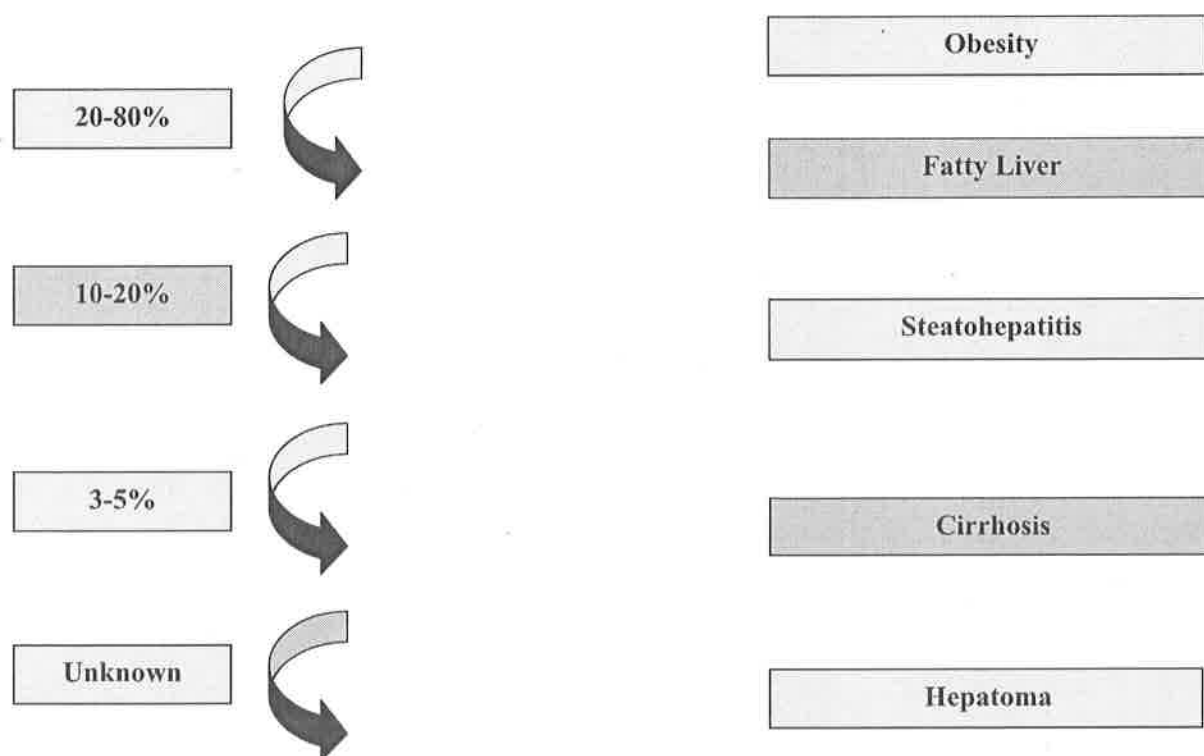 Obesity
20-80%
Fatty Liver
10-20%
Steatohepatitis
3-5%
Cirrhosis
Unknown
Hepatoma